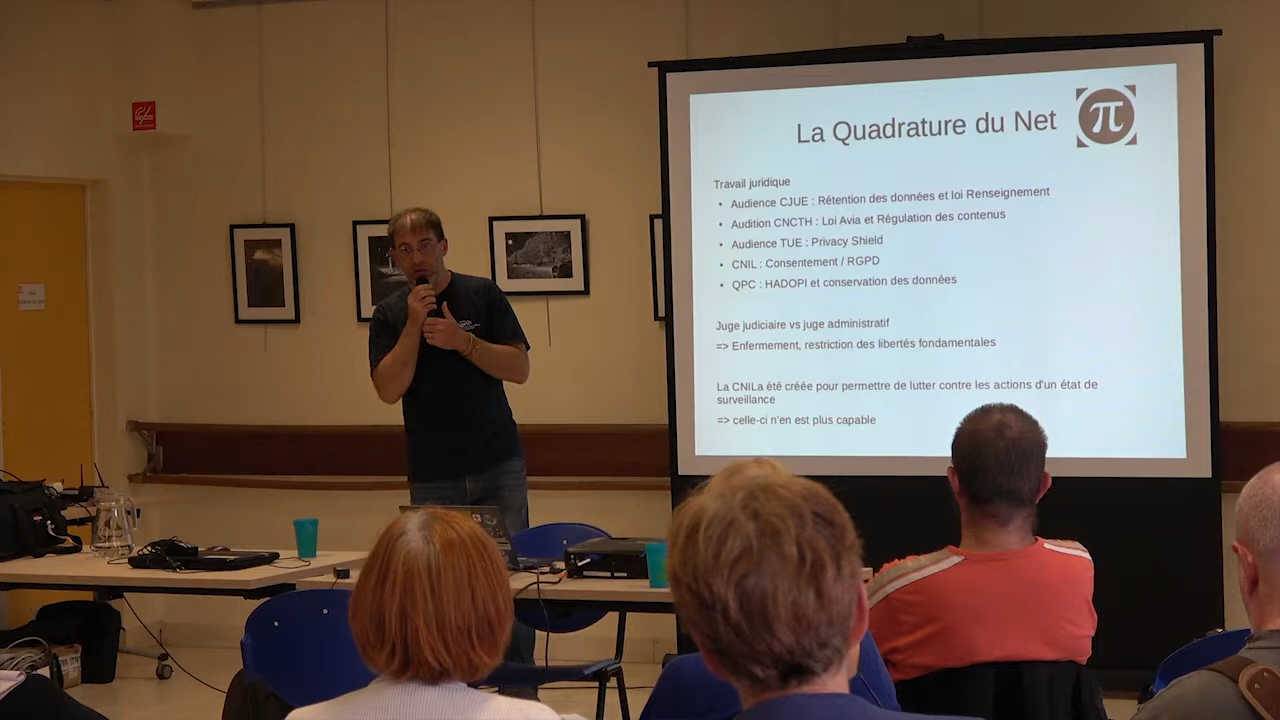 La Quadrature du Net
π
Travail juridique
• Audience CJUE : Rétention des données et loi Renseignement
• Audition CNCTH : Loi Avia et Régulation des contenus
• Audience TUE : Privacy Shield
• CNIL : Consentement / RGPD
• QPC : HADOPI et conservation des données
Juge judiciaire vs juge administratif
=> Enfermement, restriction des libertés fondamentales
La CNILa été créée pour permettre de lutter contre les actions d'un état de
surveillance
=> celle-ci n'en est plus capable